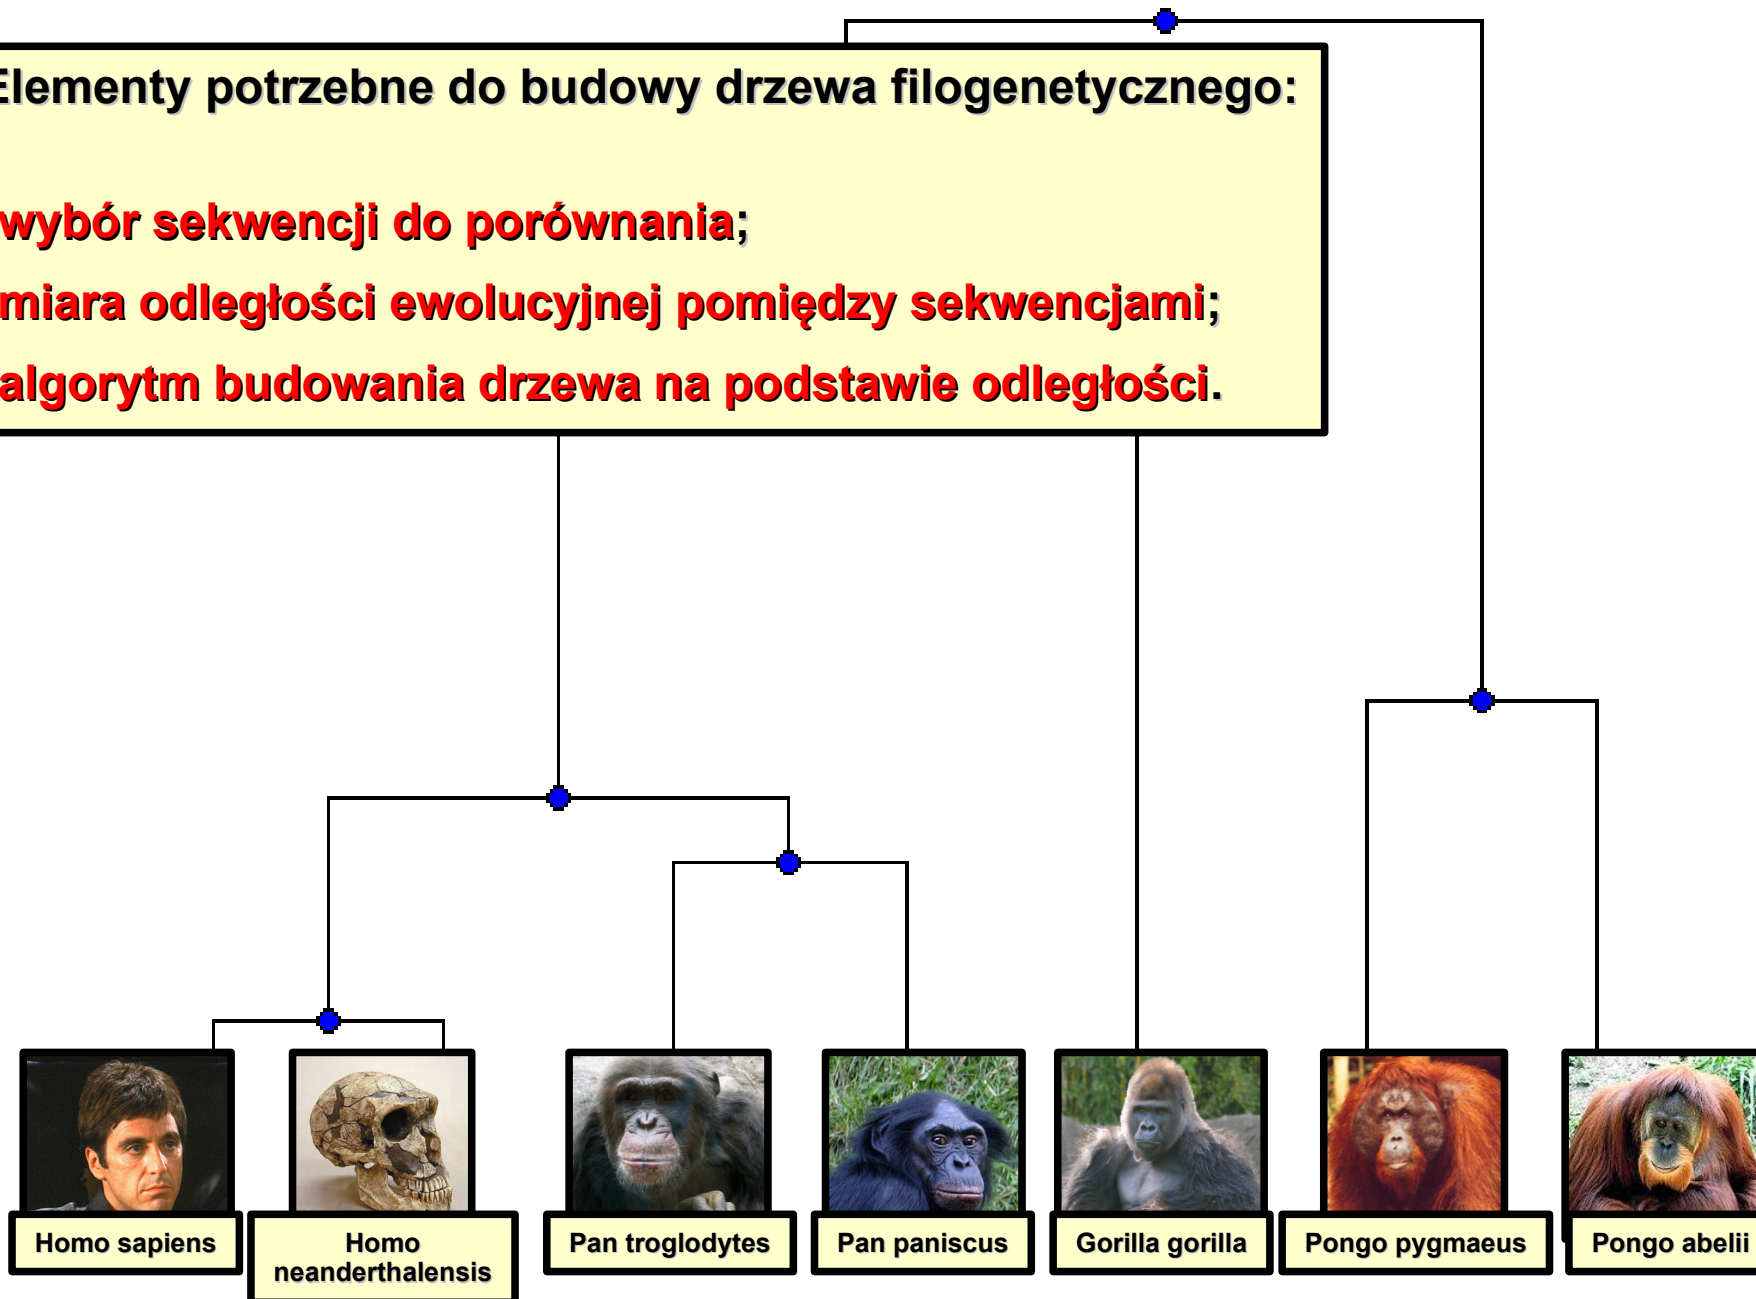 Elementy potrzebne do budowy drzewa filogenetycznego:
wybór sekwencji do porównania;
miara odległości ewolucyjnej pomiędzy sekwencjami;
algorytm budowania drzewa na podstawie odległości.
Homo sapiens
Homo
neanderthalensis
Pan troglodytes
Pan paniscus
Gorilla gorilla
Pongo pygmaeus
Pongo abelii